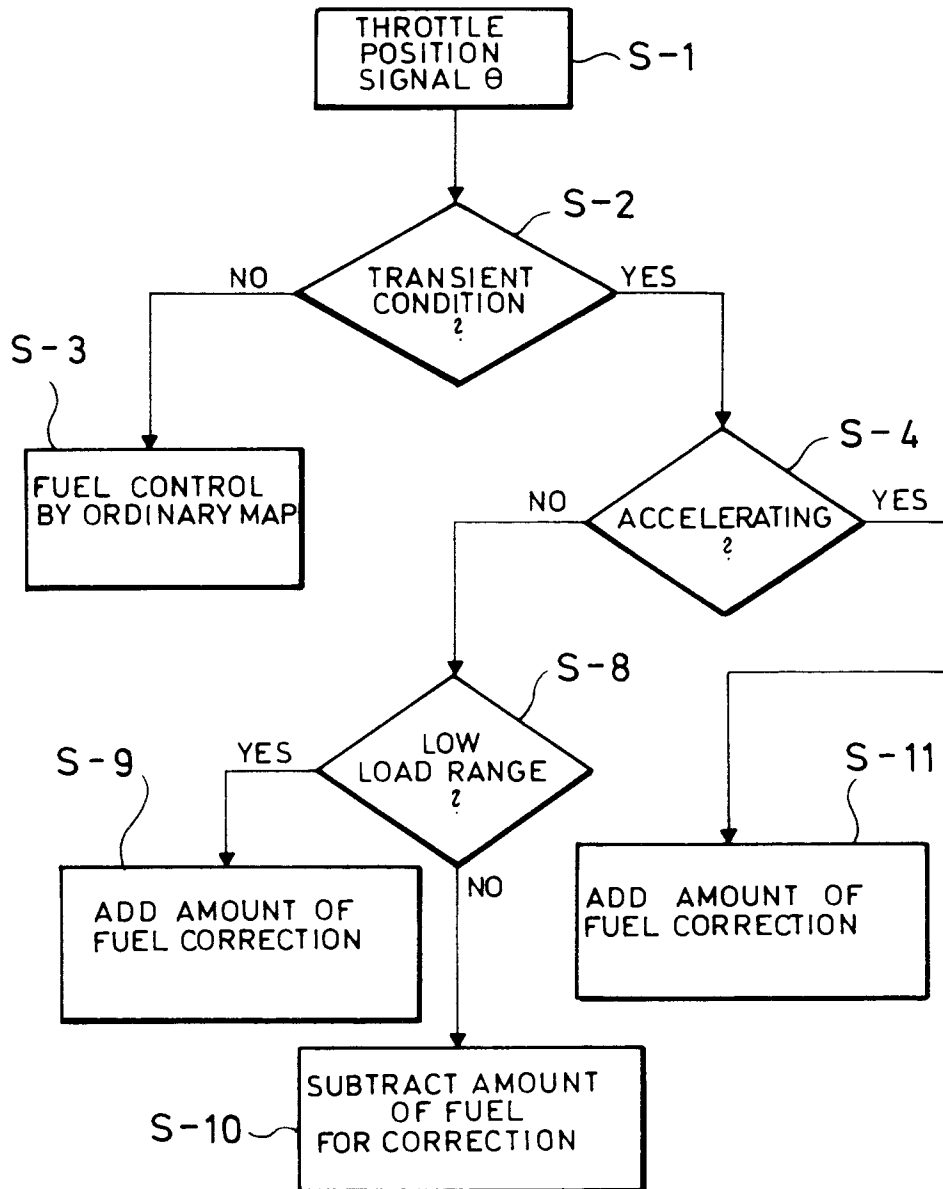 THROTTLE
POSITION
SIGNAL θ
S-1
S-2
TRANSIENT
CONDITION
?
NO
YES
S-3
FUEL CONTROL
BY ORDINARY MAP
S-4
ACCELERATING
?
NO
YES
S-8
LOW
LOAD RANGE
?
YES
NO
S-9
ADD AMOUNT OF
FUEL CORRECTION
S-11
ADD AMOUNT OF
FUEL CORRECTION
S-10
SUBTRACT AMOUNT
OF FUEL
FOR CORRECTION